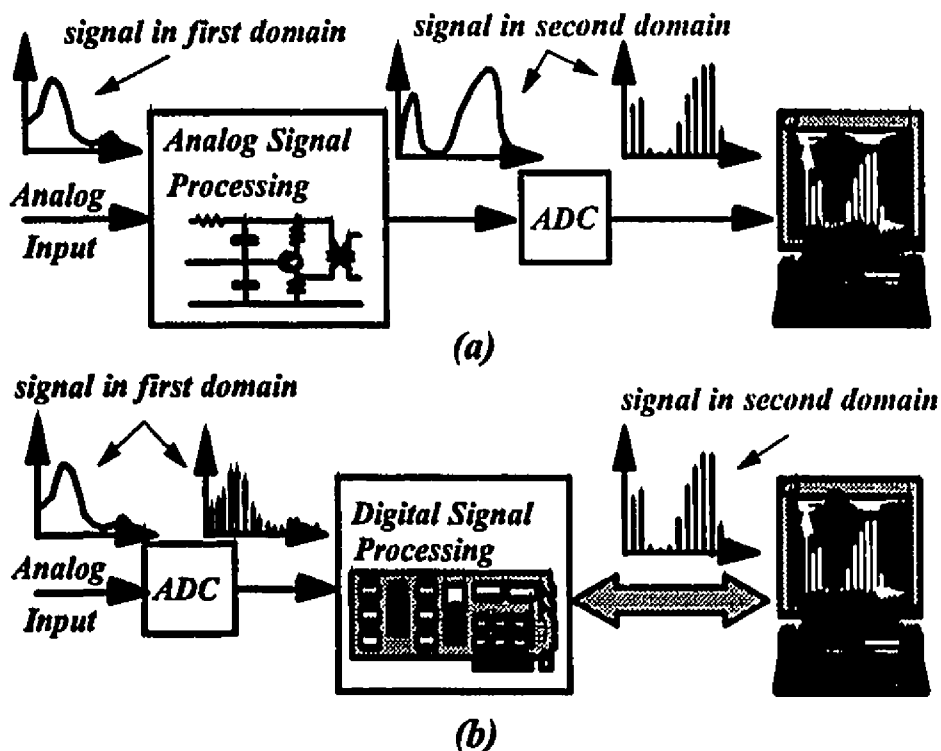 signal in first domain
signal in second domain
Analog Signal
Processing
Analog
Input
ADC
(a)
signal in first domain
signal in second domain
Digital Signal
Processing
Analog
Input
ADC
(b)